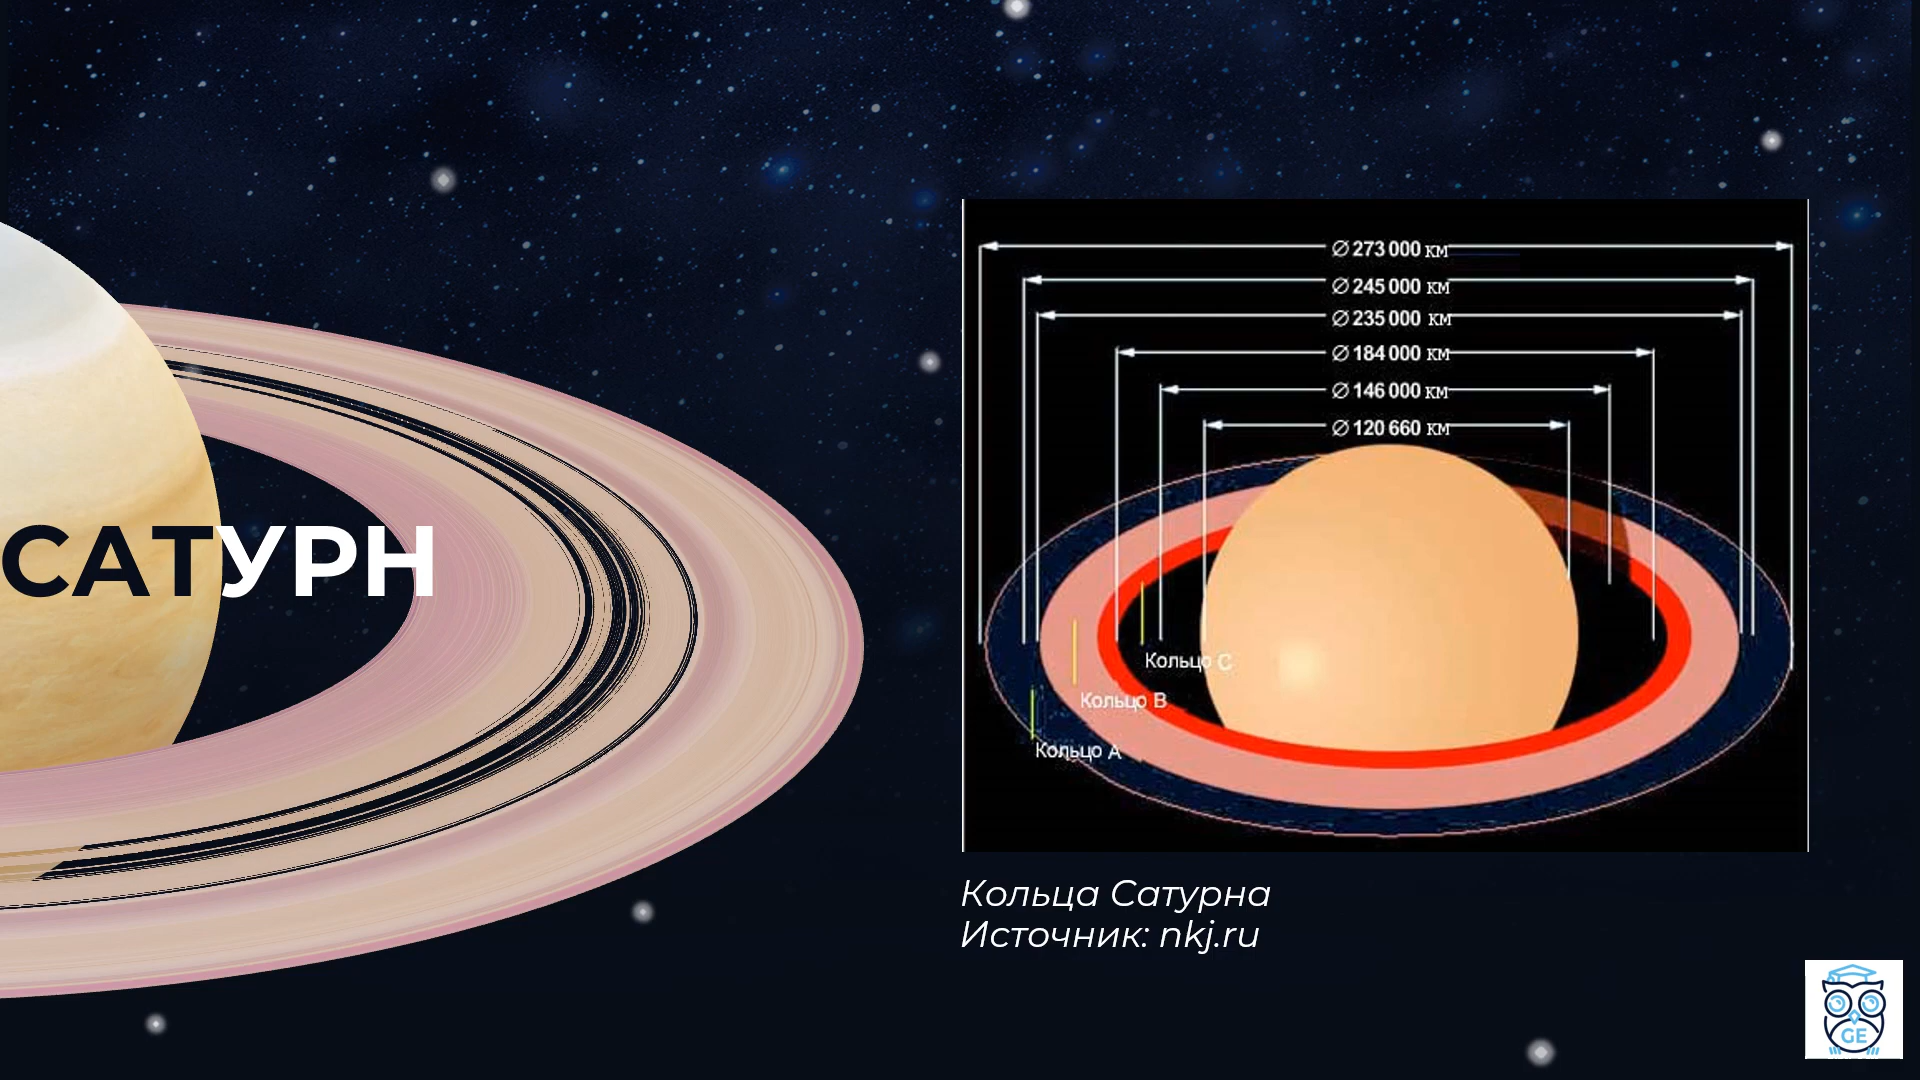 САТУРН
⌀ 273 000 км
⌀ 245 000 км
⌀ 235 000 км
⌀ 184 000 км
⌀ 146 000 км
⌀ 120 660 км
Кольцо С
Кольцо В
Кольцо А
Кольца Сатурна
Источник: nkj.ru
GE